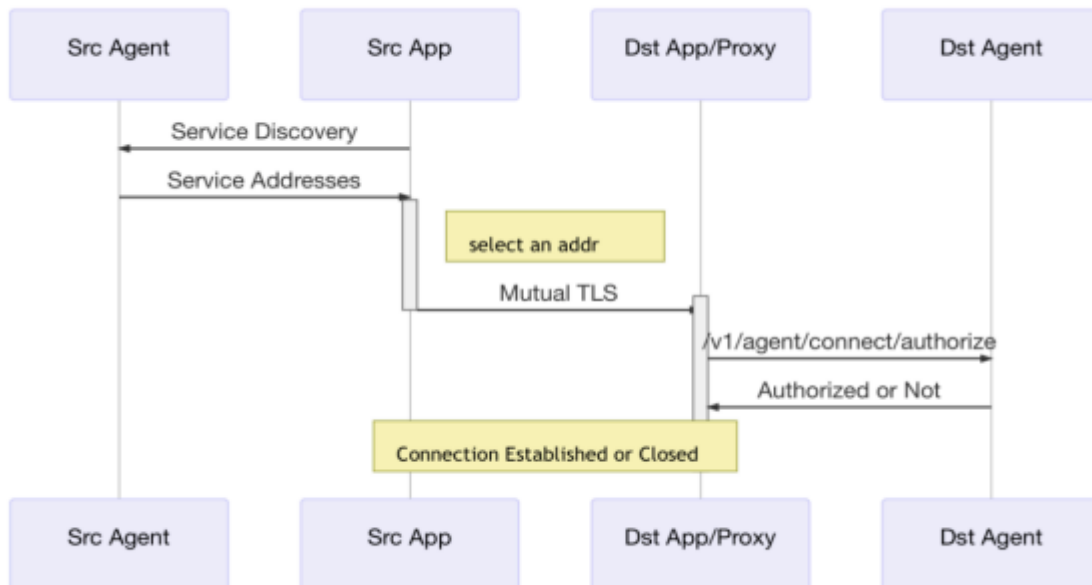 Src Agent
Src App
Dst App/Proxy
Dst Agent
Service Discovery
Service Addresses
select an addr
Mutual TLS
/v1/agent/connect/authorize
Authorized or Not
Connection Established or Closed
Src Agent
Src App
Dst App/Proxy
Dst Agent